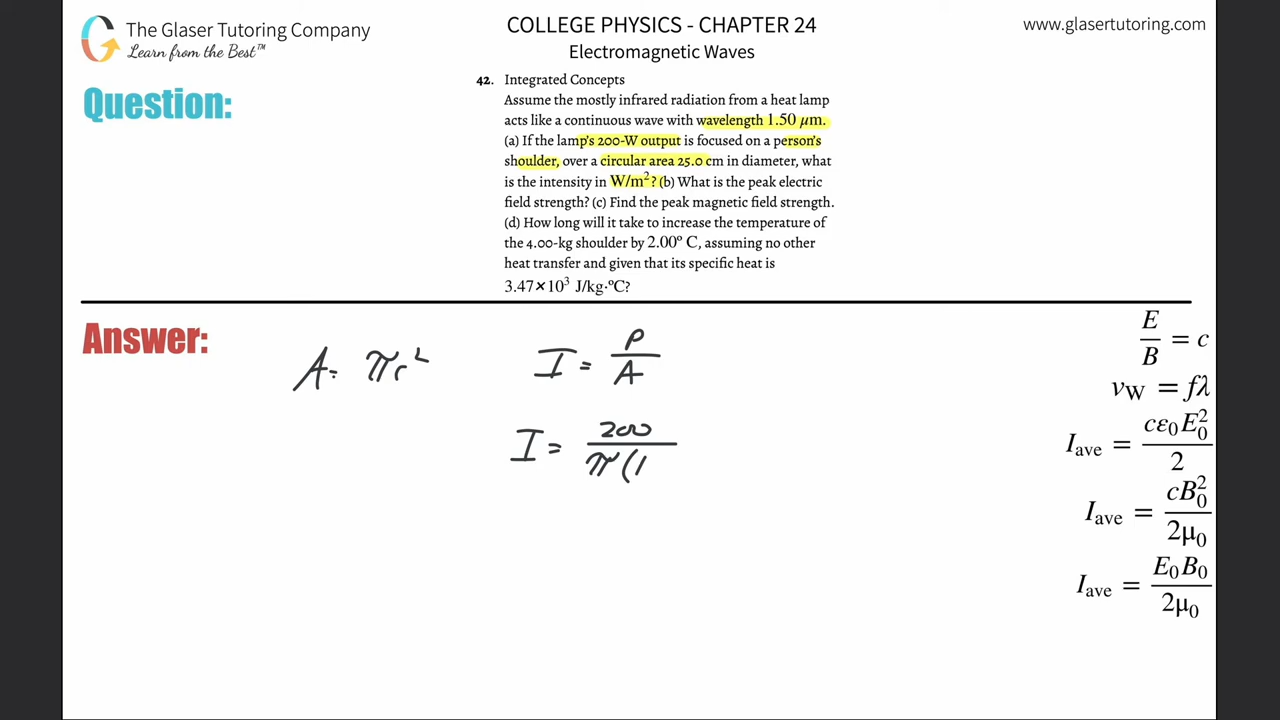 The Glaser Tutoring Company
Learn from the Best™
COLLEGE PHYSICS - CHAPTER 24
Electromagnetic Waves
www.glasertutoring.com
Question:
42. Integrated Concepts
Assume the mostly infrared radiation from a heat lamp
acts like a continuous wave with wavelength 1.50 μm.
(a) If the lamp's 200-W output is focused on a person's
shoulder, over a circular area 25.0 cm in diameter, what
is the intensity in W/m²? (b) What is the peak electric
field strength? (c) Find the peak magnetic field strength.
(d) How long will it take to increase the temperature of
the 4.00-kg shoulder by 2.00º C, assuming no other
heat transfer and given that its specific heat is
3.47×10³ J/kg·ºC?
Answer:
A= πr²
I = P/A
I = 200/π(1
E/B = c
v_W = fλ
I_ave = cε₀E₀²/2
I_ave = cB₀²/2μ₀
I_ave = E₀B₀/2μ₀